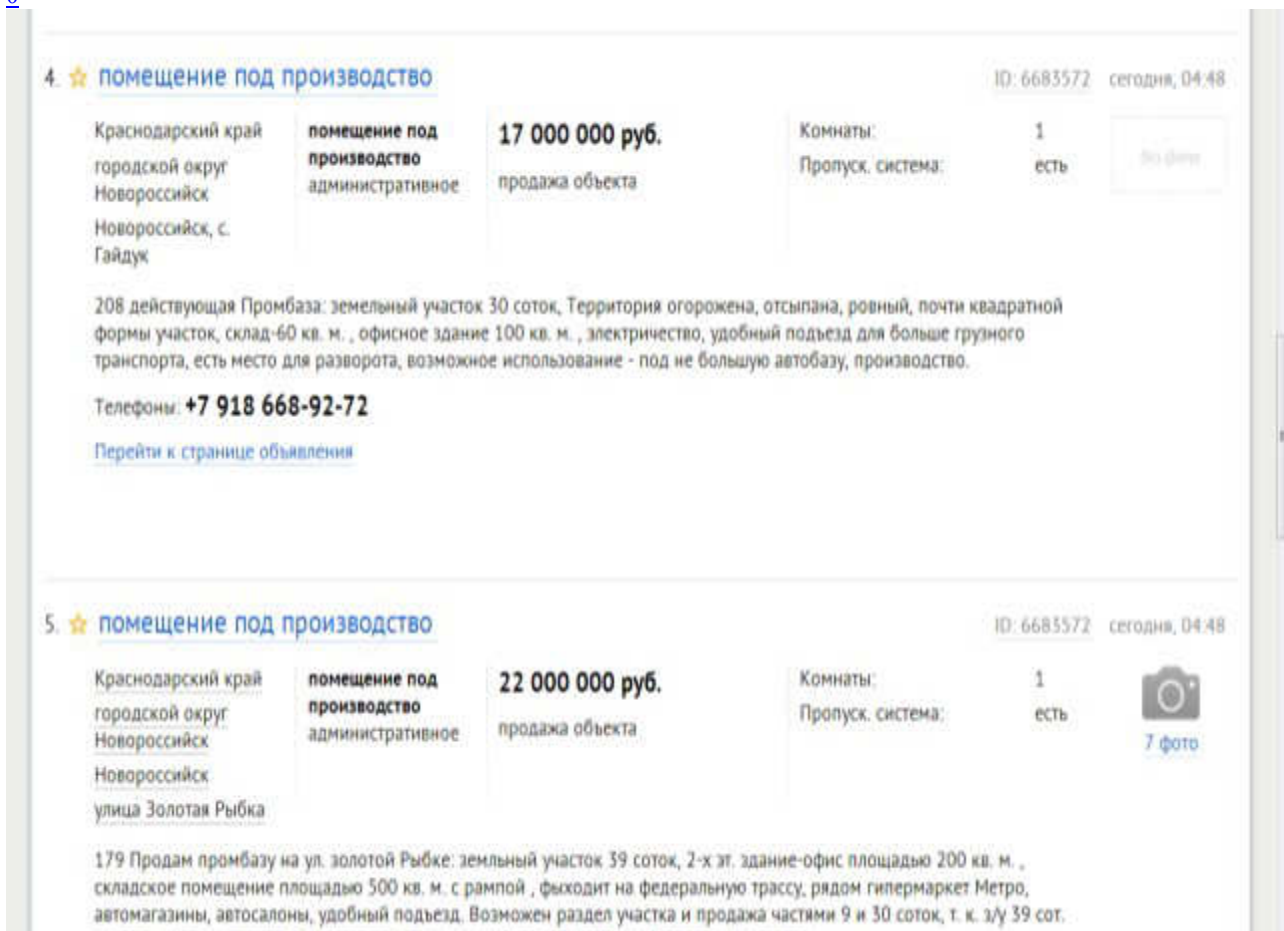 4. помещение под производство ID: 6683572 сегодня, 04:48
Краснодарский край
городской округ
Новороссийск
Новороссийск, с.
Гайдук
помещение под
производство
административное
17 000 000 руб.
продажа объекта
Комнаты: 1
Пропуск. система: есть
208 действующая Промбаза: земельный участок 30 соток, Территория огорожена, отсыпана, ровный, почти квадратной
формы участок, склад-60 кв. м. , офисное здание 100 кв. м. , электричество, удобный подъезд для больше грузного
транспорта, есть место для разворота, возможное использование - под не большую автобазу, производство.
Телефоны: +7 918 668-92-72
Перейти к странице объявления
5. помещение под производство ID: 6683572 сегодня, 04:48
Краснодарский край
городской округ
Новороссийск
Новороссийск
улица Золотая Рыбка
помещение под
производство
административное
22 000 000 руб.
продажа объекта
Комнаты: 1
Пропуск. система: есть
7 фото
179 Продам промбазу на ул. золотой Рыбке: земльный участок 39 соток, 2-х эт. здание-офис площадью 200 кв. м. ,
складское помещение площадью 500 кв. м. с рампой , фыходит на федеральную трассу, рядом гипермаркет Метро,
автомагазины, автосалоны, удобный подъезд. Возможен раздел участка и продажа частями 9 и 30 соток, т. к. з/у 39 сот.